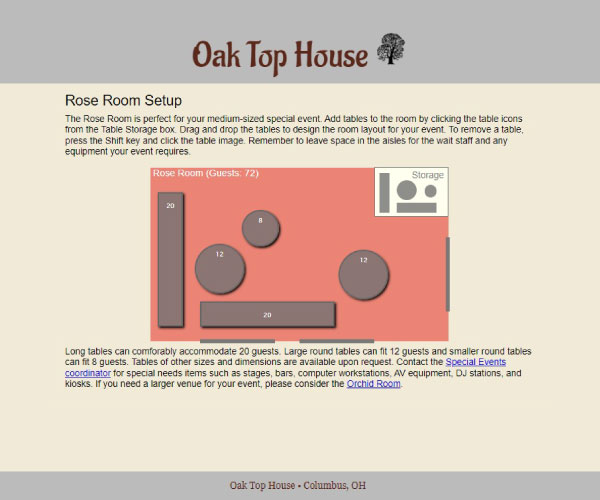 Oak Top House
Rose Room Setup
The Rose Room is perfect for your medium-sized special event. Add tables to the room by clicking the table icons
from the Table Storage box. Drag and drop the tables to design the room layout for your event. To remove a table,
press the Shift key and click the table image. Remember to leave space in the aisles for the wait staff and any
equipment your event requires.
Rose Room (Guests: 72)
Storage
20
8
12
12
20
Long tables can comforably accommodate 20 guests. Large round tables can fit 12 guests and smaller round tables
can fit 8 guests. Tables of other sizes and dimensions are available upon request. Contact the Special Events
coordinator for special needs items such as stages, bars, computer workstations, AV equipment, DJ stations, and
kiosks. If you need a larger venue for your event, please consider the Orchid Room.
Oak Top House • Columbus, OH